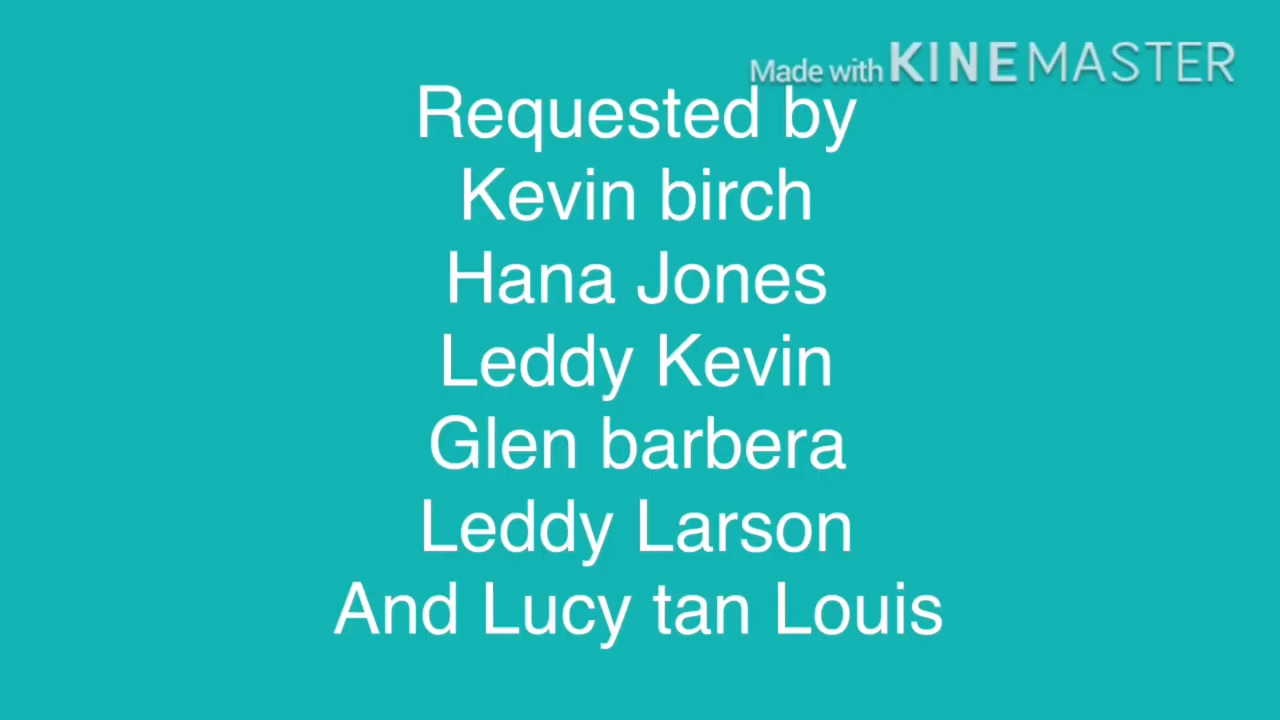 Made with KINEMASTER
Requested by
Kevin birch
Hana Jones
Leddy Kevin
Glen barbera
Leddy Larson
And Lucy tan Louis